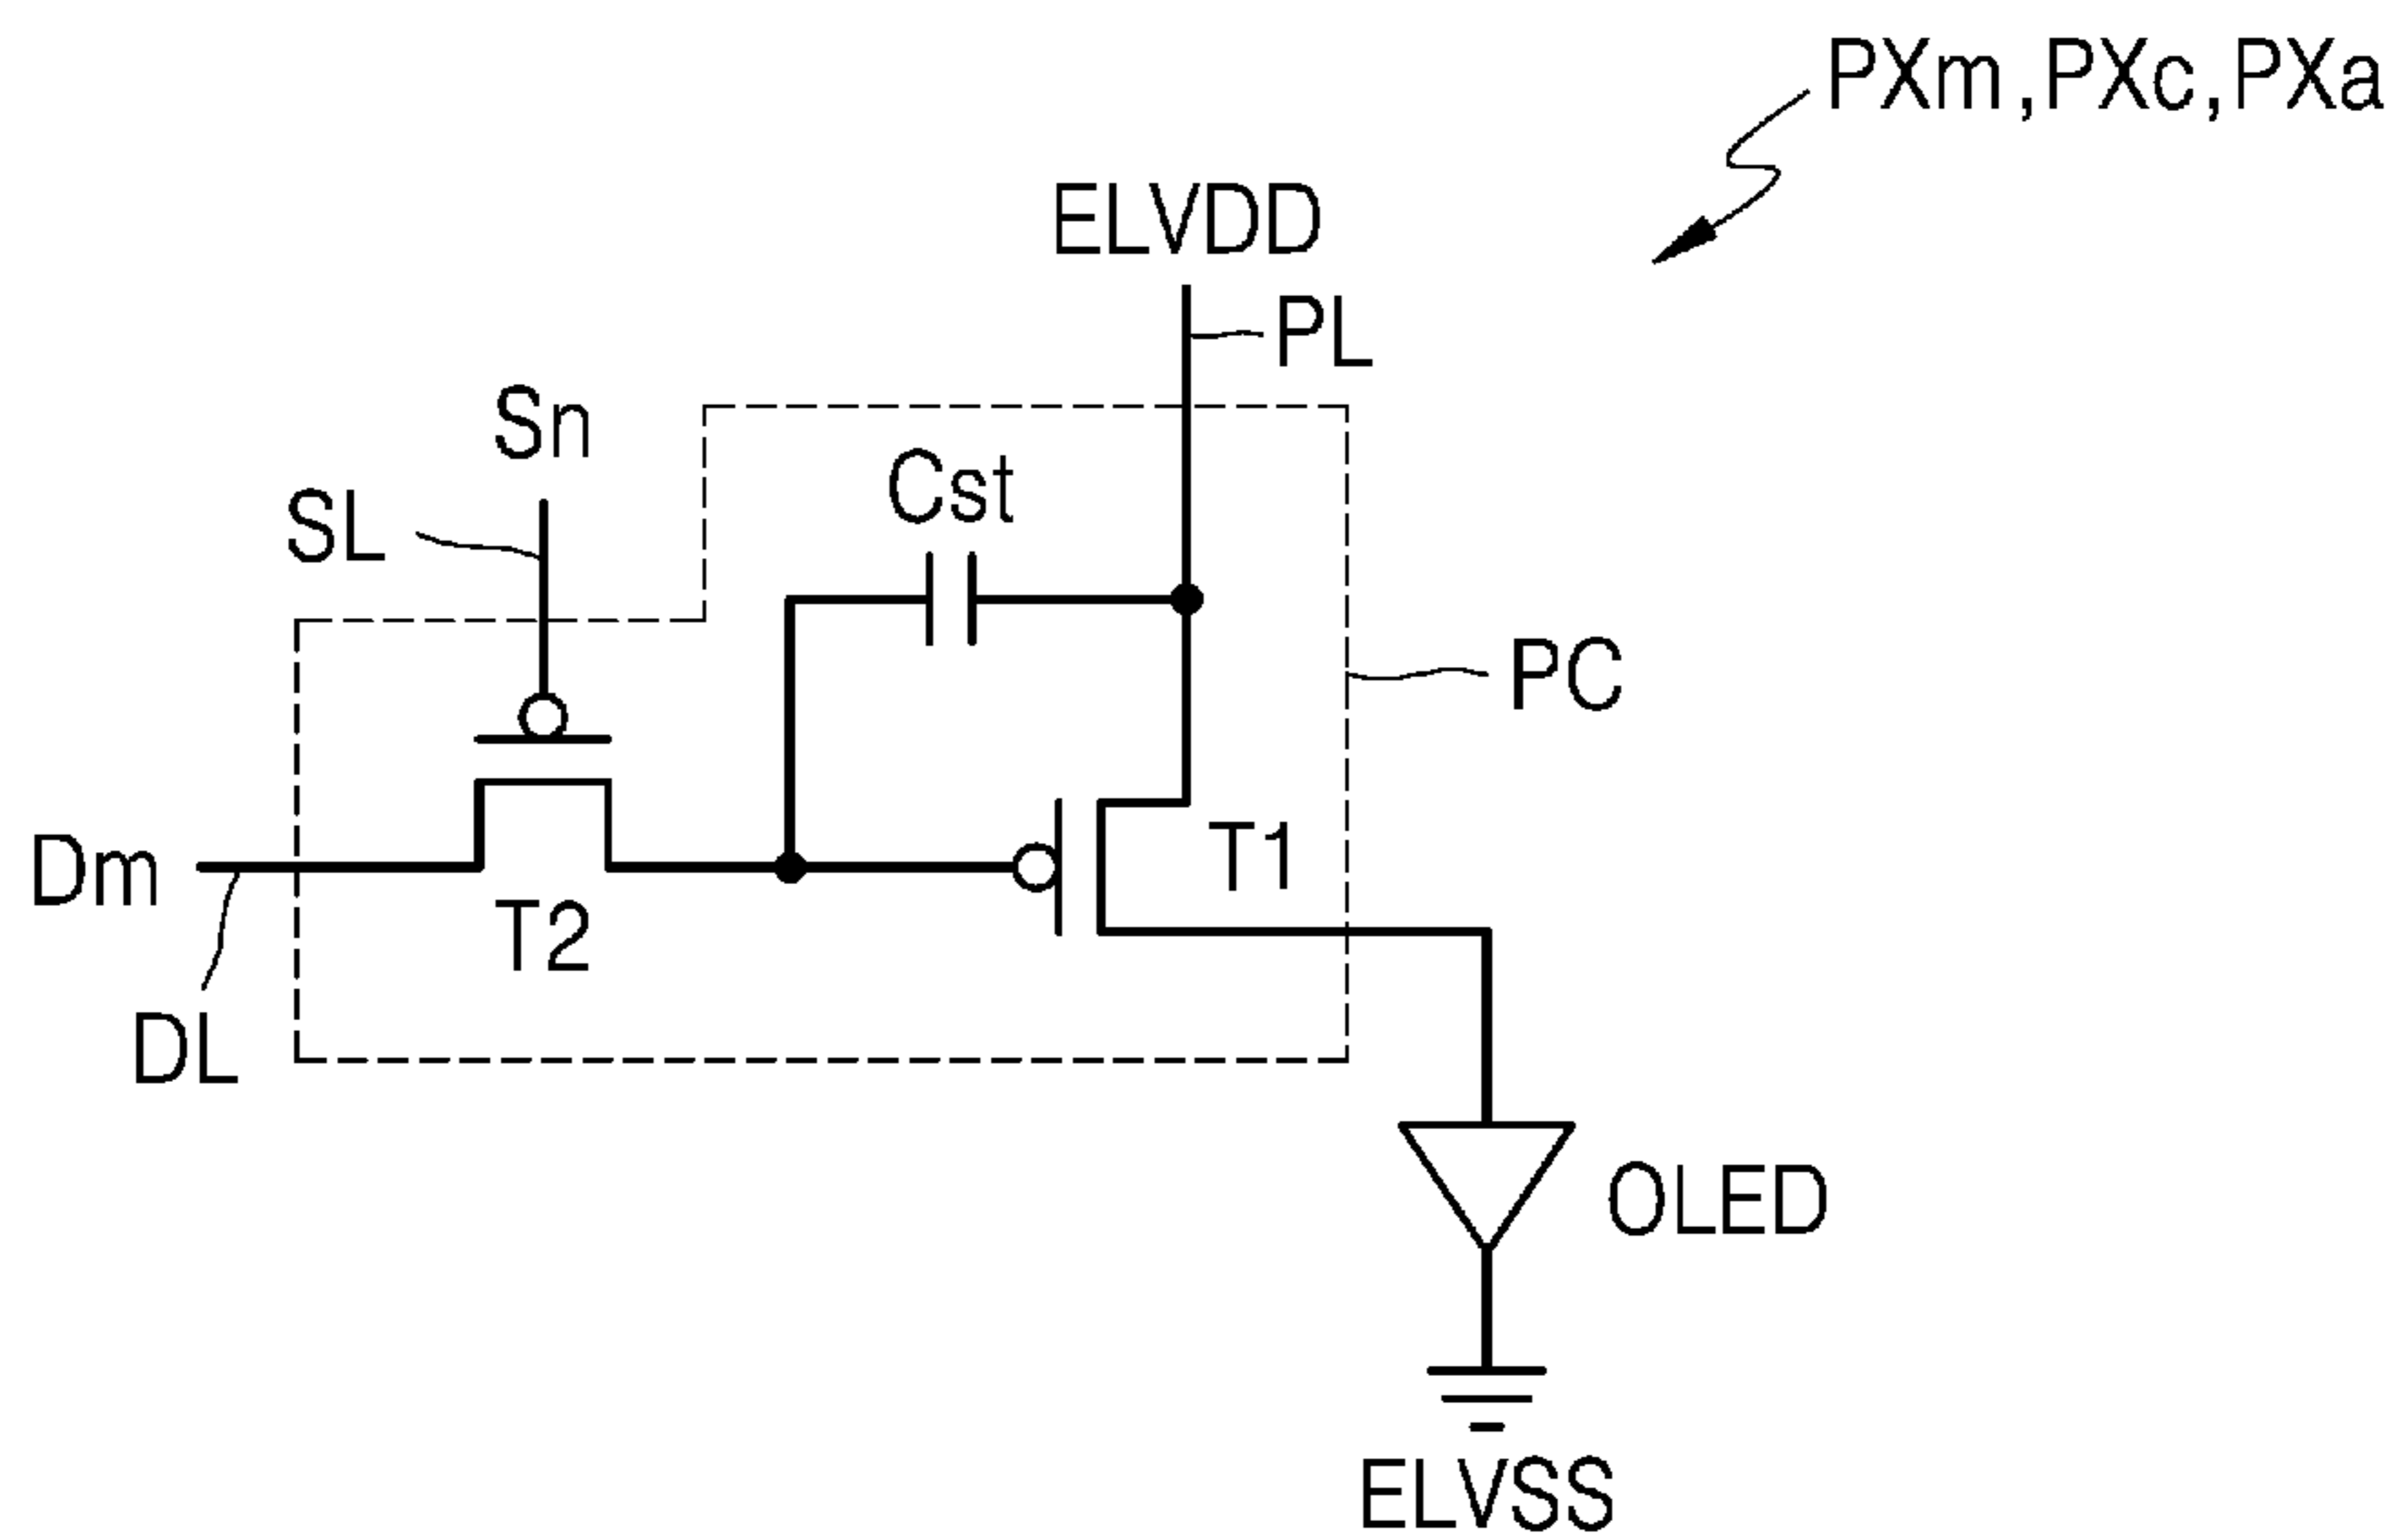 PXm,PXc,PXa
ELVDD
PL
Sn
SL
Cst
PC
T1
Dm
T2
DL
OLED
ELVSS